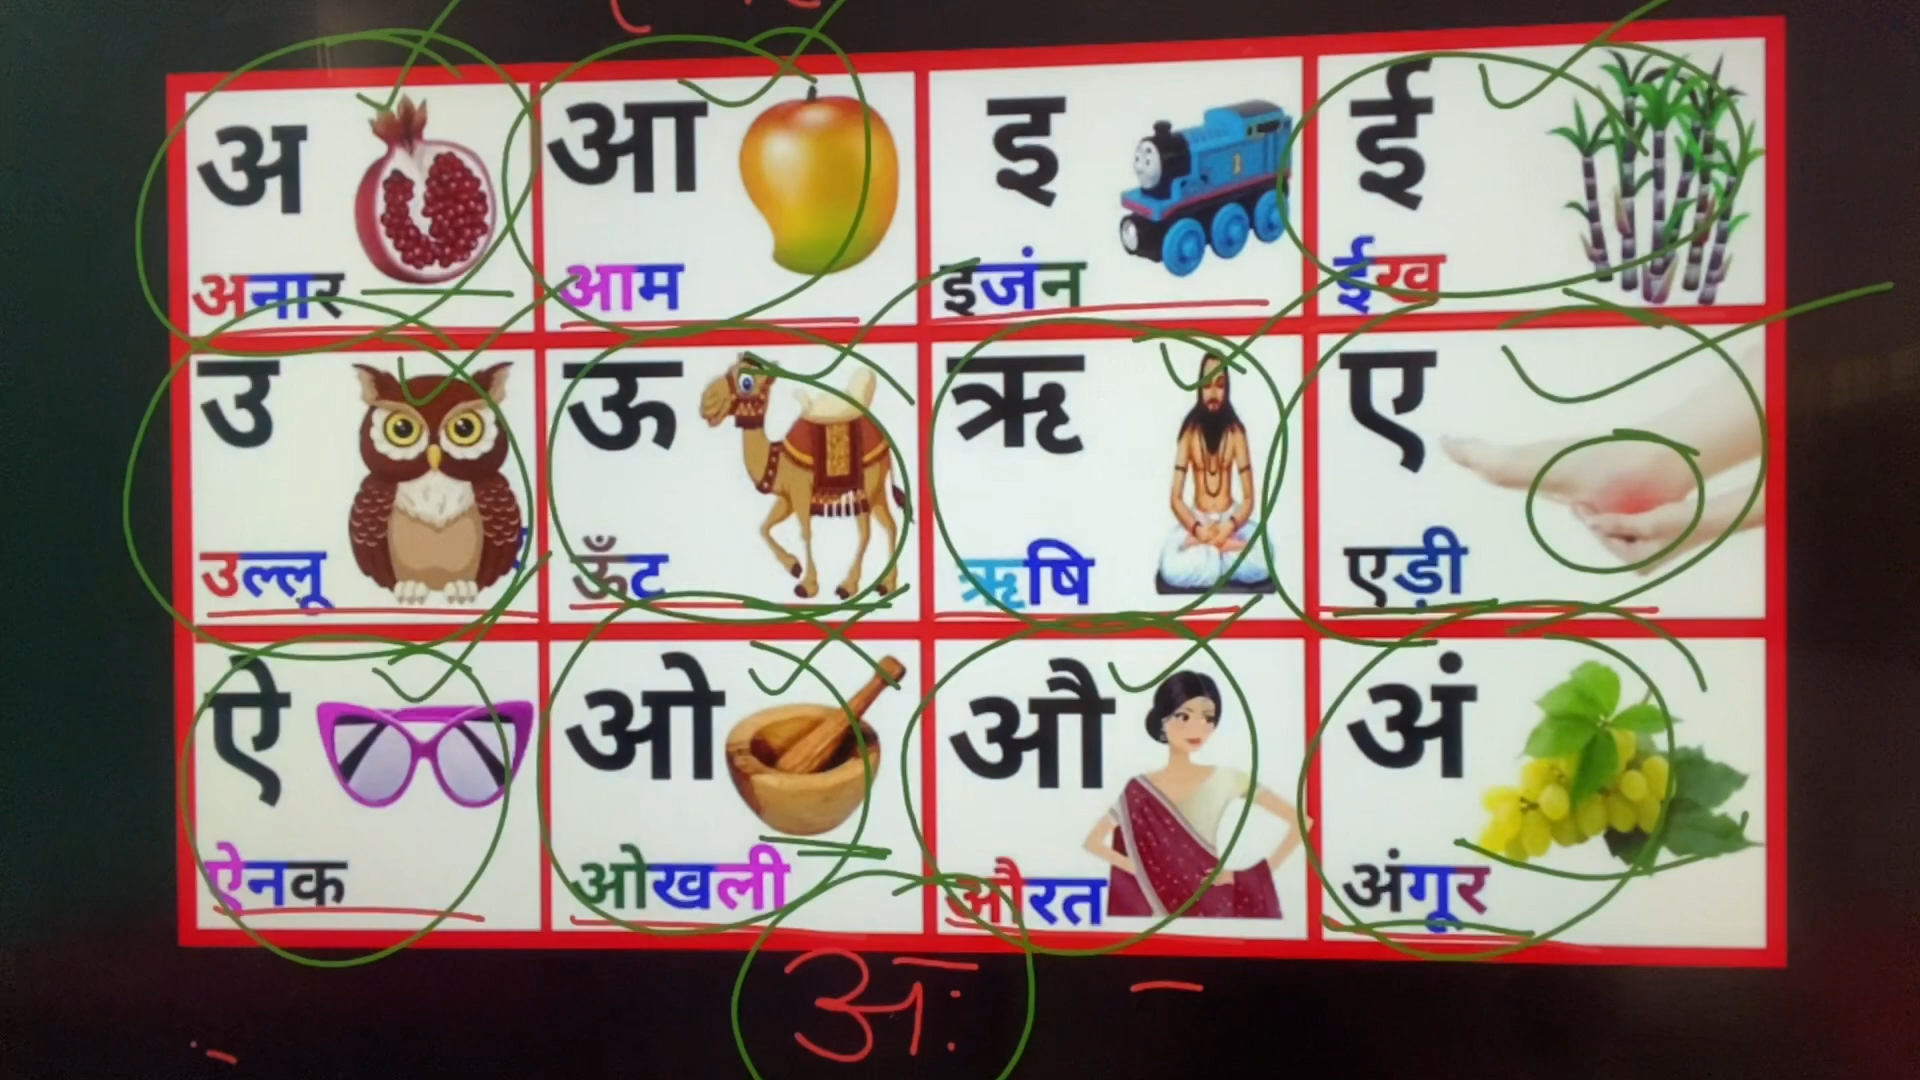 अ आ इ ई
अनार आम इजंन ईख
उ ऊ ऋ ए
उल्लू ऊँट ऋषि एड़ी
ऐ ओ औ अं
ऐनक ओखली औरत अंगूर
अः